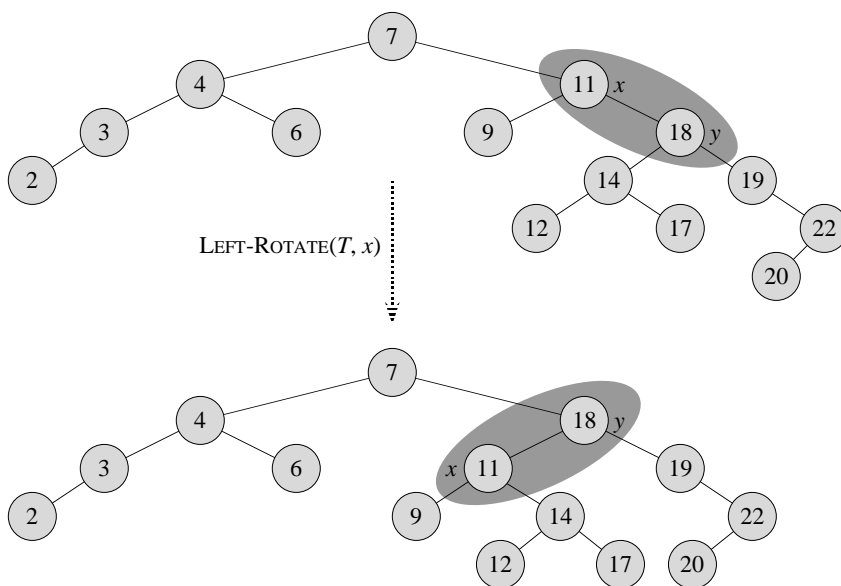 7
4 11 x
3 6 9 18 y
2 14 19
12 17 22
LEFT-ROTATE(T, x)
20
7
4 18 y
3 6 x 11 19
2 9 14 22
12 17 20